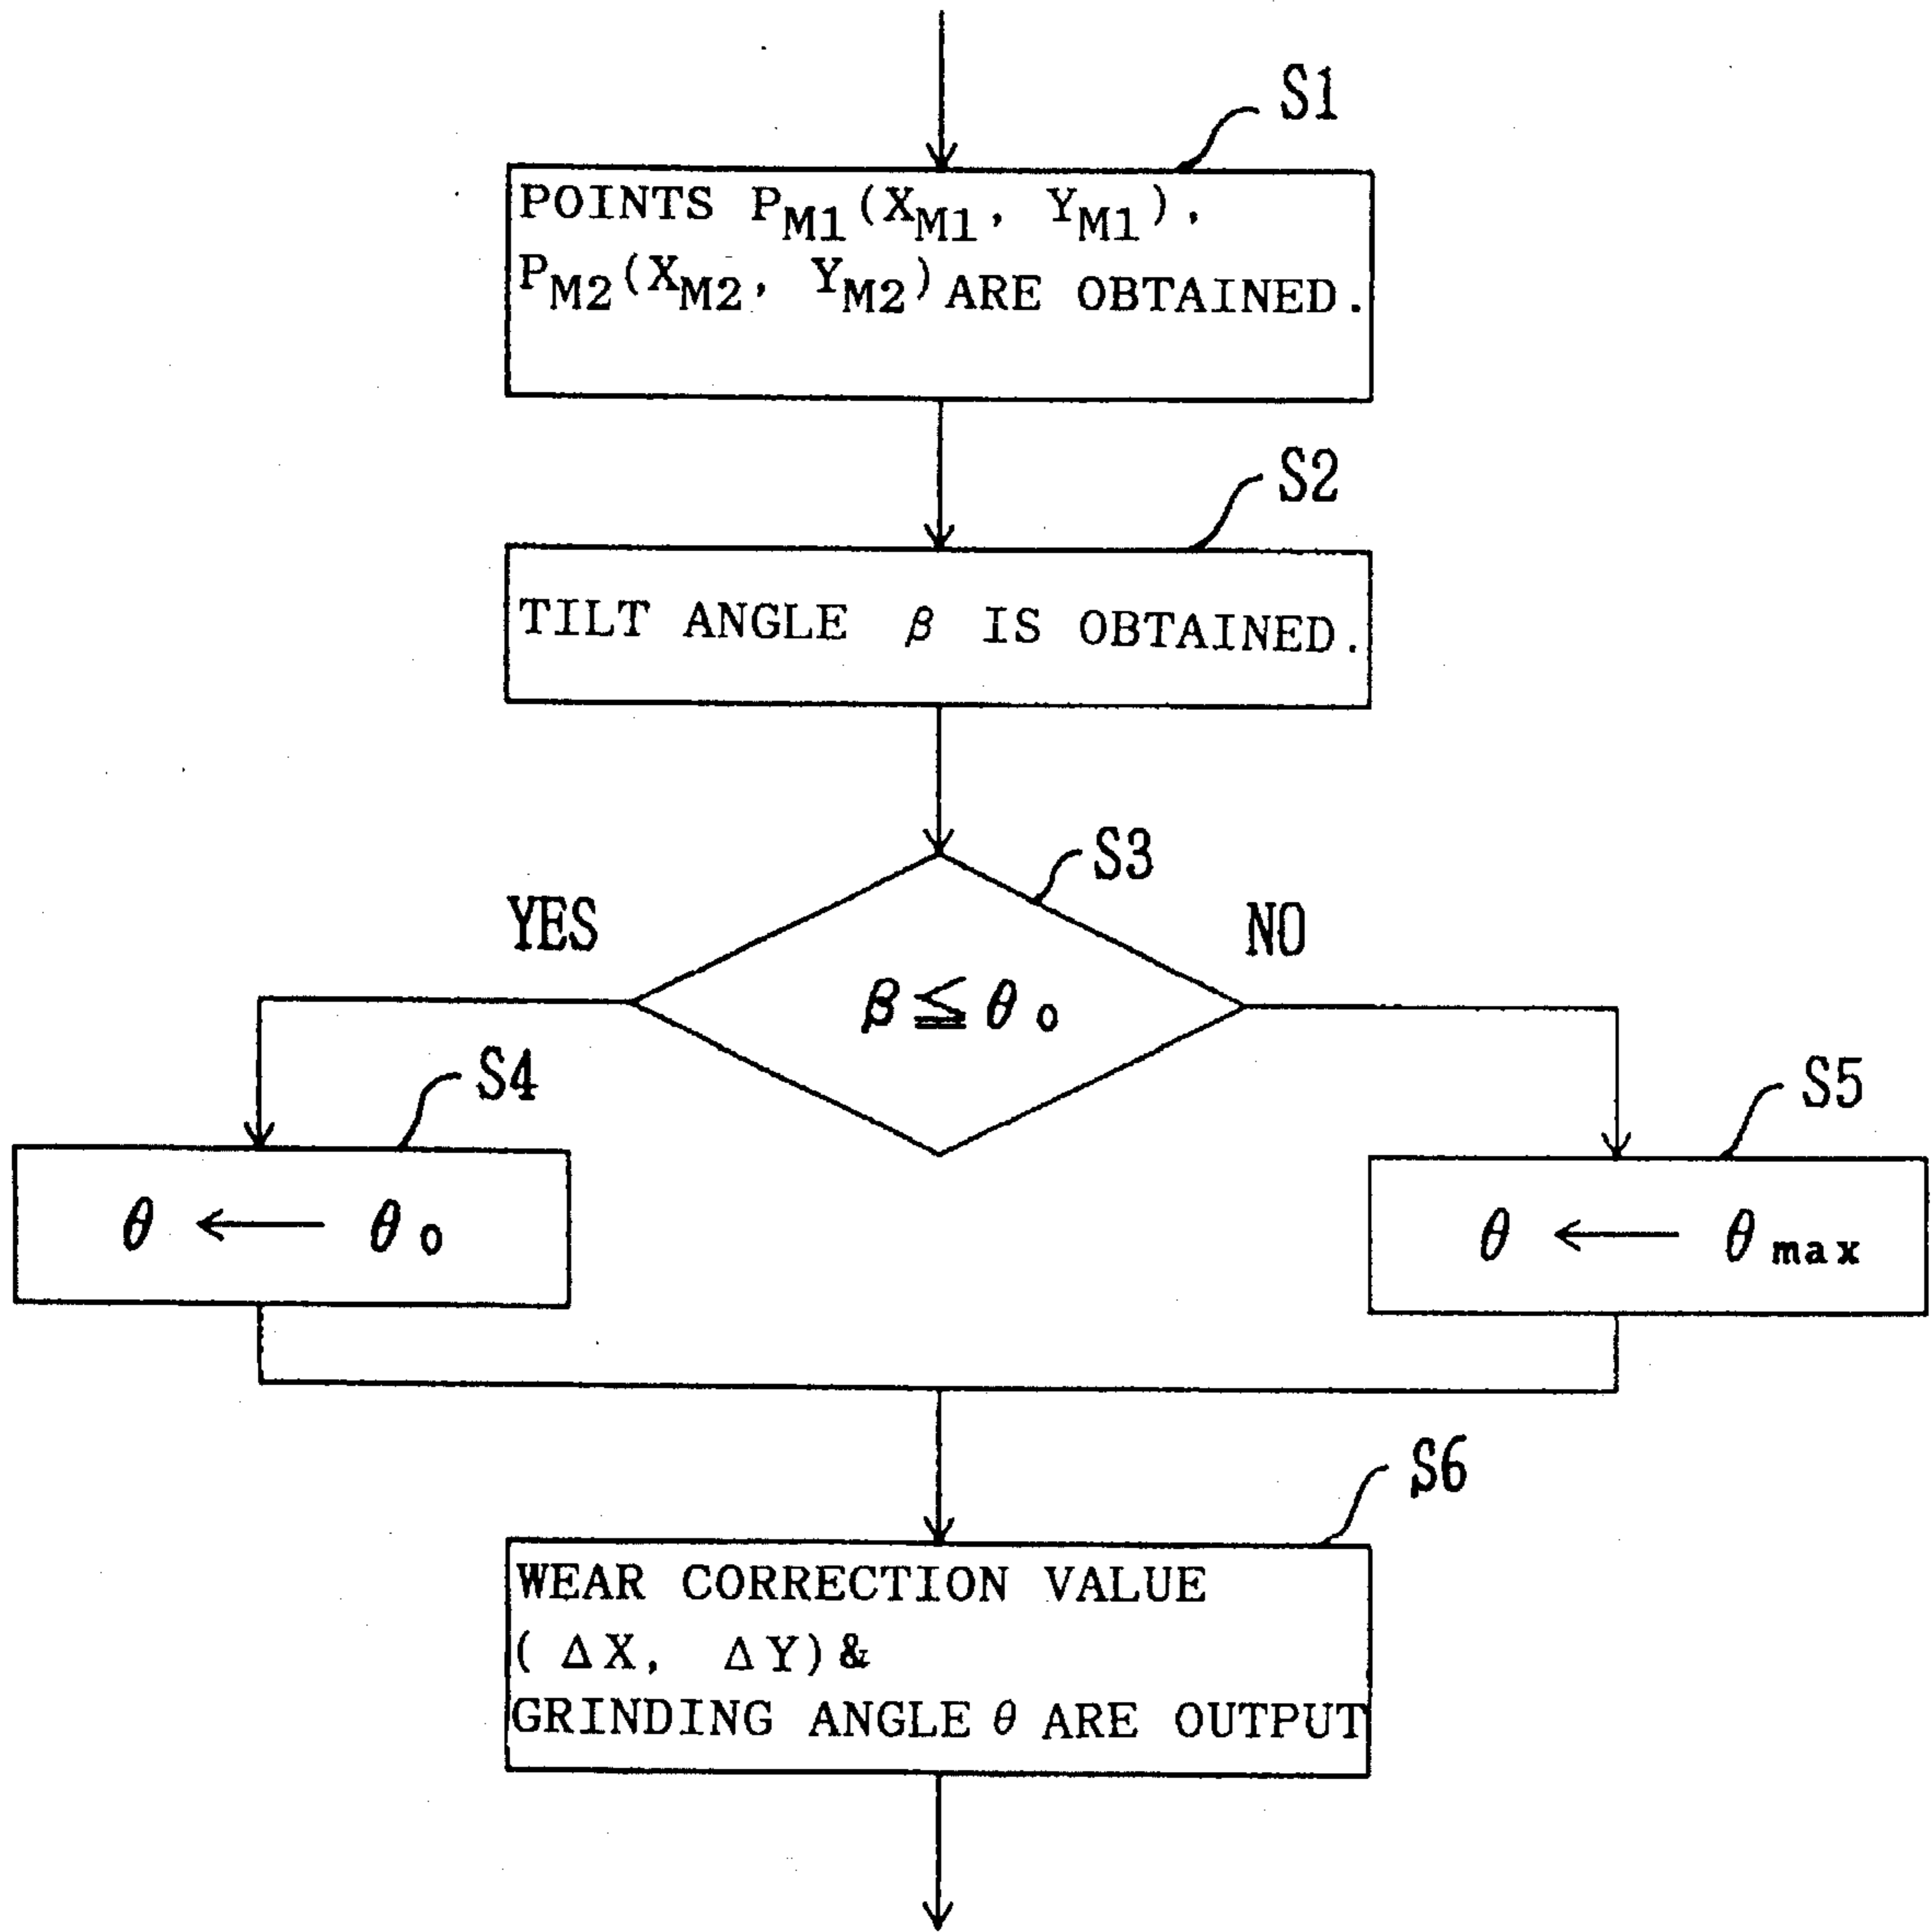 S1
POINTS P_M1(X_M1, Y_M1),
P_M2(X_M2, Y_M2) ARE OBTAINED.
S2
TILT ANGLE β IS OBTAINED.
S3
YES
NO
β≦θ0
S4
S5
θ ← θ0
θ ← θmax
S6
WEAR CORRECTION VALUE
(ΔX, ΔY)&
GRINDING ANGLE θ ARE OUTPUT